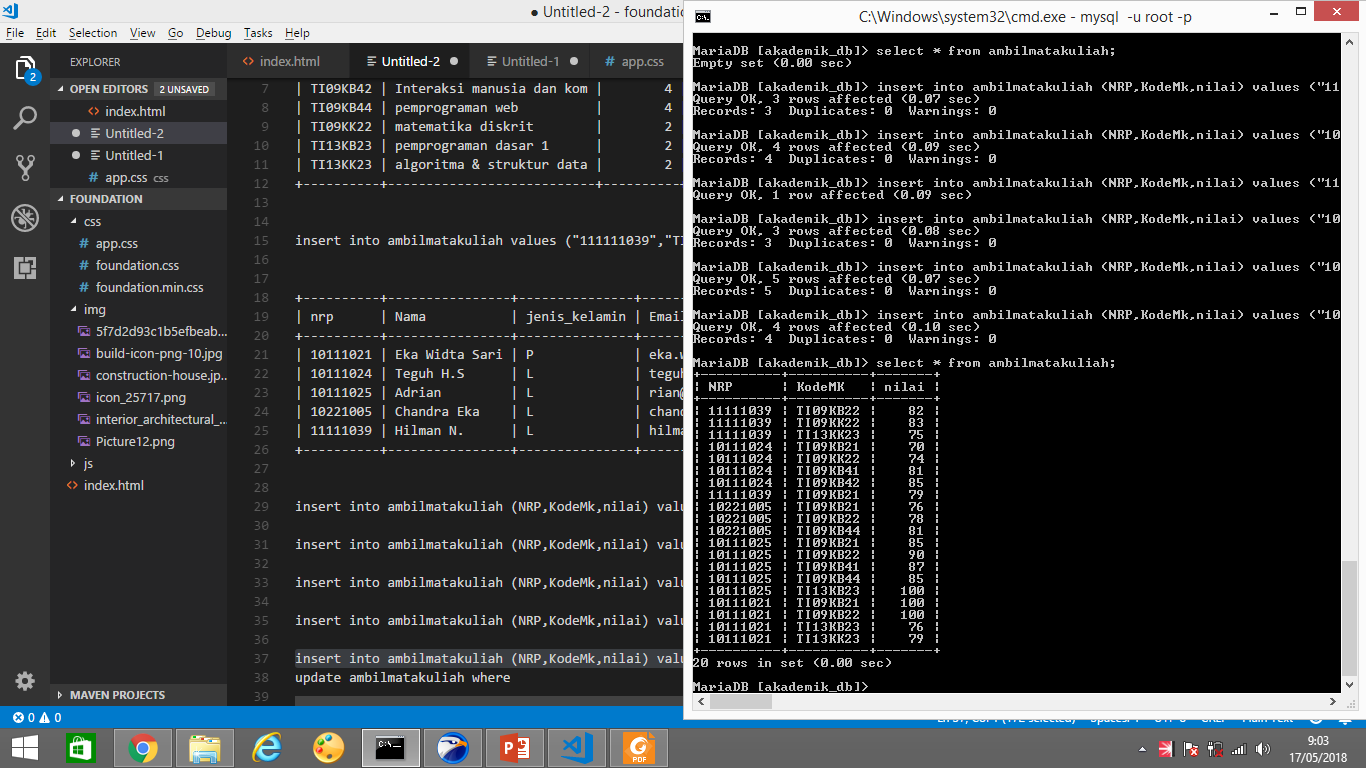 ● Untitled-2 - foundatio
File Edit Selection View Go Debug Tasks Help
EXPLORER
OPEN EDITORS 2 UNSAVED
index.html
Untitled-2
Untitled-1
app.css css
FOUNDATION
css
app.css
foundation.css
foundation.min.css
img
5f7d2d93c1b5efbeab...
build-icon-png-10.jpg
construction-house.jp...
icon_25717.png
interior_architectural_...
Picture12.png
js
index.html
MAVEN PROJECTS
2
index.html Untitled-2 ● Untitled-1 ● app.css
7 | TI09KB42 | Interaksi manusia dan kom | 4
8 | TI09KB44 | pemprograman web | 4
9 | TI09KK22 | matematika diskrit | 2
10 | TI13KB23 | pemprograman dasar 1 | 2
11 | TI13KK23 | algoritma & struktur data | 2
12 +----------+---------------------------+---------
13
14
15 insert into ambilmatakuliah values ("111111039","TI
16
17
18 +----------+----------------+---------------+-----
19 | nrp | Nama | jenis_kelamin | Email
20 +----------+----------------+---------------+-----
21 | 10111021 | Eka Widta Sari | P | eka.w
22 | 10111024 | Teguh H.S | L | teguh
23 | 10111025 | Adrian | L | rian@
24 | 10221005 | Chandra Eka | L | chand
25 | 11111039 | Hilman N. | L | hilma
26 +----------+----------------+---------------+-----
27
28
29 insert into ambilmatakuliah (NRP,KodeMk,nilai) valu
30
31 insert into ambilmatakuliah (NRP,KodeMk,nilai) valu
32
33 insert into ambilmatakuliah (NRP,KodeMk,nilai) valu
34
35 insert into ambilmatakuliah (NRP,KodeMk,nilai) valu
36
37 insert into ambilmatakuliah (NRP,KodeMk,nilai) valu
38 update ambilmatakuliah where
39
0 0
C:\Windows\system32\cmd.exe - mysql -u root -p
MariaDB [akademik_db]> select * from ambilmatakuliah;
Empty set (0.00 sec)
MariaDB [akademik_db]> insert into ambilmatakuliah (NRP,KodeMk,nilai) values ("11
Query OK, 3 rows affected (0.07 sec)
Records: 3 Duplicates: 0 Warnings: 0
MariaDB [akademik_db]> insert into ambilmatakuliah (NRP,KodeMk,nilai) values ("10
Query OK, 4 rows affected (0.09 sec)
Records: 4 Duplicates: 0 Warnings: 0
MariaDB [akademik_db]> insert into ambilmatakuliah (NRP,KodeMk,nilai) values ("11
Query OK, 1 row affected (0.09 sec)
MariaDB [akademik_db]> insert into ambilmatakuliah (NRP,KodeMk,nilai) values ("10
Query OK, 3 rows affected (0.08 sec)
Records: 3 Duplicates: 0 Warnings: 0
MariaDB [akademik_db]> insert into ambilmatakuliah (NRP,KodeMk,nilai) values ("10
Query OK, 5 rows affected (0.07 sec)
Records: 5 Duplicates: 0 Warnings: 0
MariaDB [akademik_db]> insert into ambilmatakuliah (NRP,KodeMk,nilai) values ("10
Query OK, 4 rows affected (0.10 sec)
Records: 4 Duplicates: 0 Warnings: 0
MariaDB [akademik_db]> select * from ambilmatakuliah;
+----------+----------+-------+
| NRP | KodeMK | nilai |
+----------+----------+-------+
| 11111039 | TI09KB22 | 82 |
| 11111039 | TI09KK22 | 83 |
| 11111039 | TI13KK23 | 75 |
| 10111024 | TI09KB21 | 70 |
| 10111024 | TI09KK22 | 74 |
| 10111024 | TI09KB41 | 81 |
| 10111024 | TI09KB42 | 85 |
| 11111039 | TI09KB21 | 79 |
| 10221005 | TI09KB21 | 76 |
| 10221005 | TI09KB22 | 78 |
| 10221005 | TI09KB44 | 81 |
| 10111025 | TI09KB21 | 85 |
| 10111025 | TI09KB22 | 90 |
| 10111025 | TI09KB41 | 87 |
| 10111025 | TI09KB44 | 85 |
| 10111025 | TI13KB23 | 100 |
| 10111021 | TI09KB21 | 100 |
| 10111021 | TI09KB22 | 100 |
| 10111021 | TI13KB23 | 76 |
| 10111021 | TI13KK23 | 79 |
+----------+----------+-------+
20 rows in set (0.00 sec)
MariaDB [akademik_db]>
PDF
9:03
17/05/2018